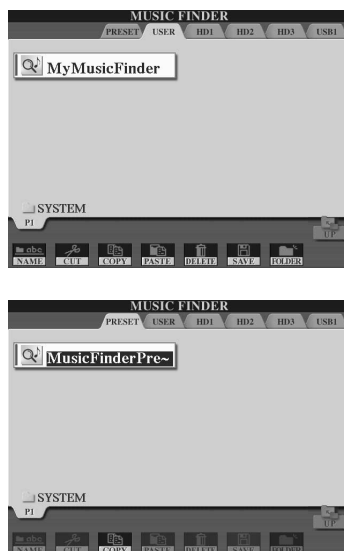 MUSIC FINDER
PRESET USER HD1 HD2 HD3 USB1
MyMusicFinder
SYSTEM
P1
UP
abc
NAME CUT COPY PASTE DELETE SAVE FOLDER
MUSIC FINDER
PRESET USER HD1 HD2 HD3 USB1
MusicFinderPre~
SYSTEM
P1
UP
abc
NAME CUT COPY PASTE DELETE SAVE FOLDER